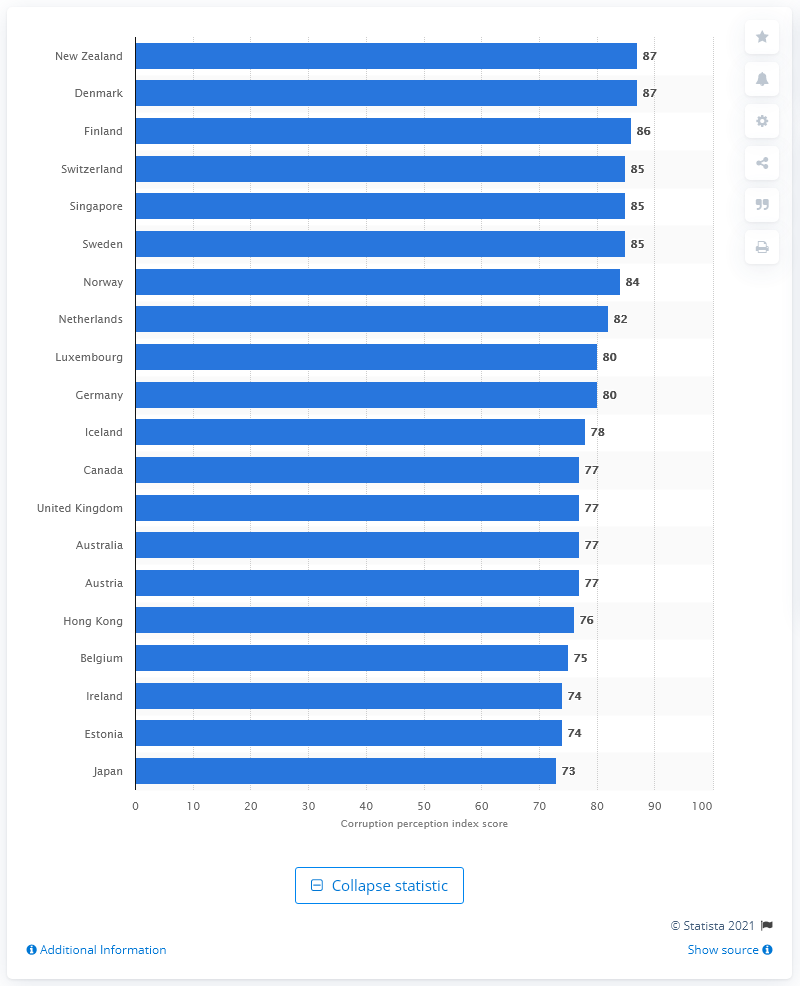 New Zealand 87
Denmark 87
Finland 86
Switzerland 85
Singapore 85
Sweden 85
Norway 84
Netherlands 82
Luxembourg 80
Germany 80
Iceland 78
Canada 77
United Kingdom 77
Australia 77
Austria 77
Hong Kong 76
Belgium 75
Ireland 74
Estonia 74
Japan 73
0 10 20 30 40 50 60 70 80 90 100
Corruption perception index score
Collapse statistic
© Statista 2021
Additional Information Show source